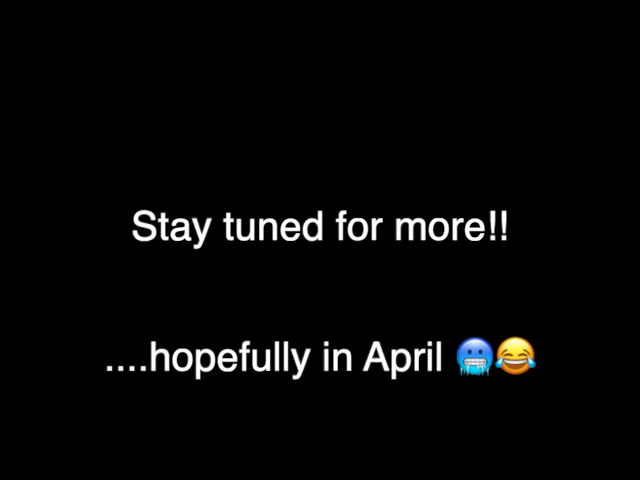 Stay tuned for more!!
....hopefully in April 🥶😂